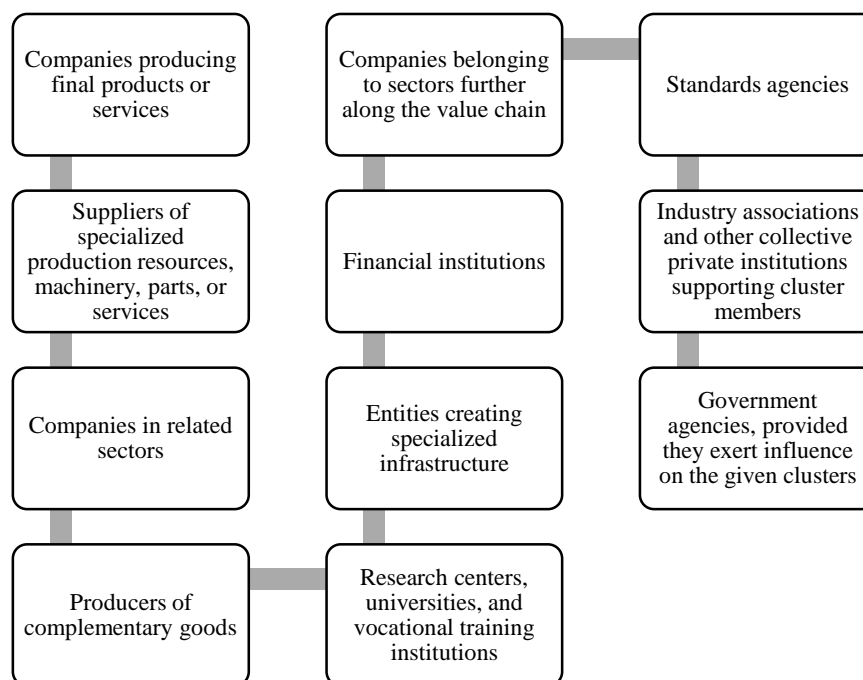 Companies producing
final products or
services
Suppliers of
specialized
production resources,
machinery, parts, or
services
Companies in related
sectors
Producers of
complementary goods
Research centers,
universities, and
vocational training
institutions
Entities creating
specialized
infrastructure
Financial institutions
Companies belonging
to sectors further
along the value chain
Standards agencies
Industry associations
and other collective
private institutions
supporting cluster
members
Government
agencies, provided
they exert influence
on the given clusters